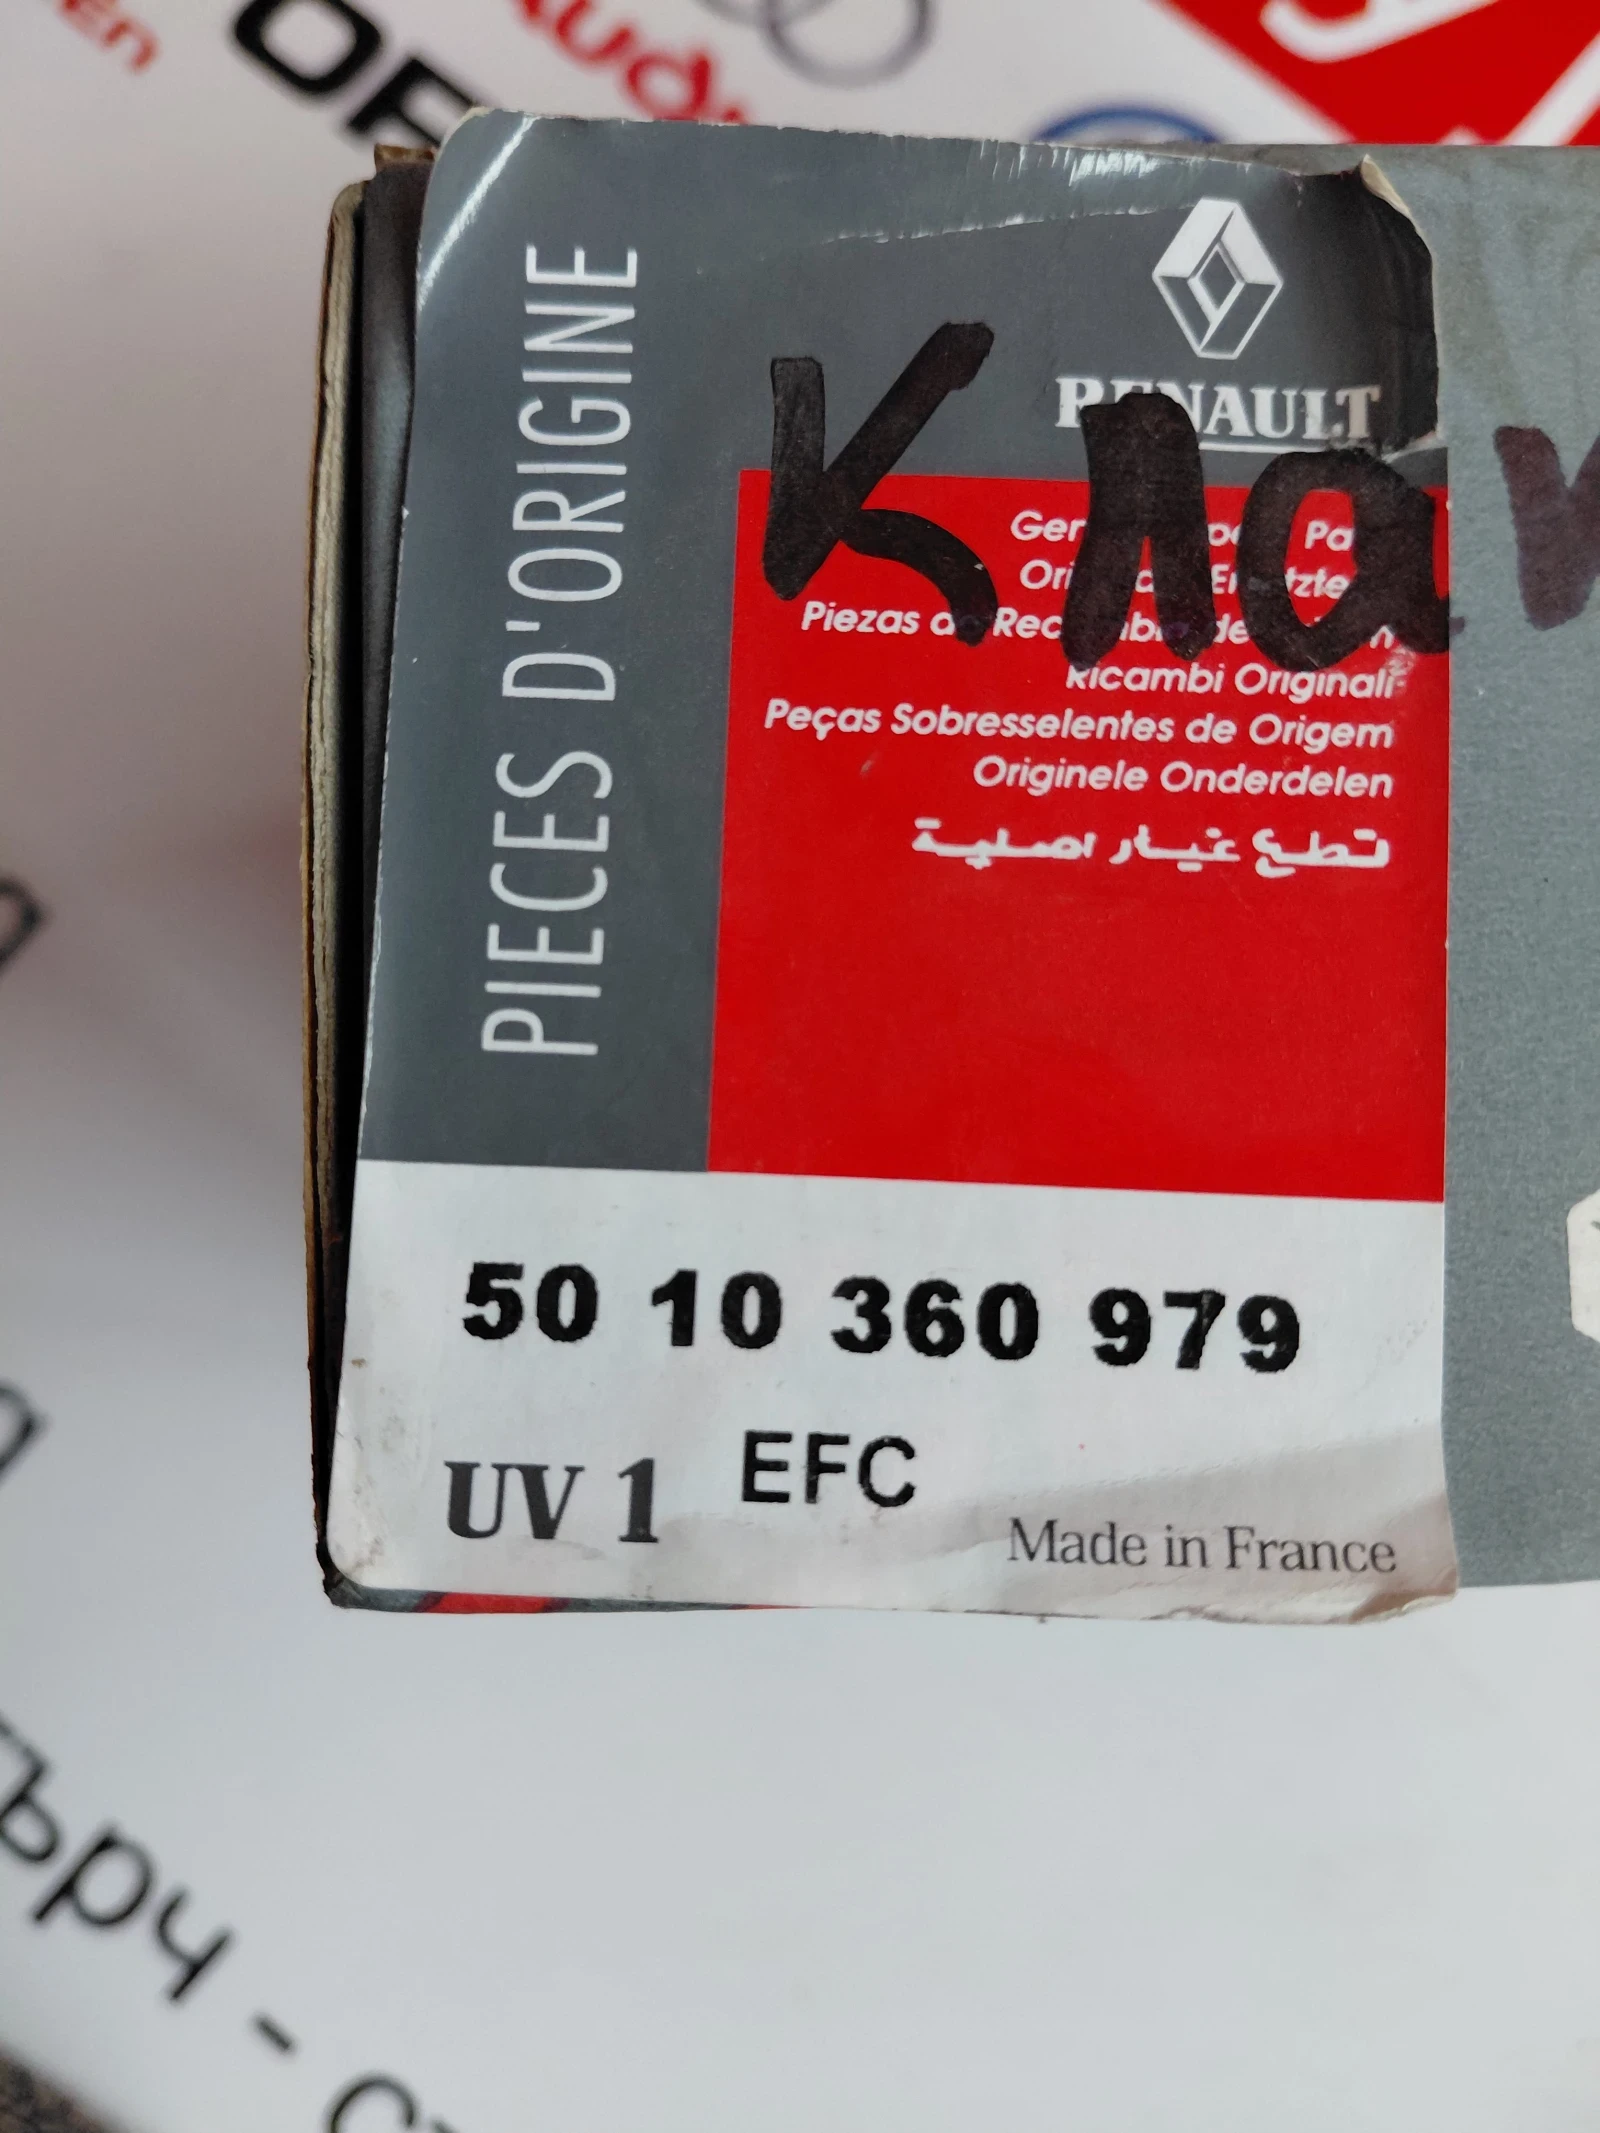 Audi
RENAULT
PIECES D'ORIGINE
Piezas
Ricambi Originali
Peças Sobresselentes de Origem
Originele Onderdelen
قطع غيار اصلية
50 10 360 979
UV 1 EFC
Made in France